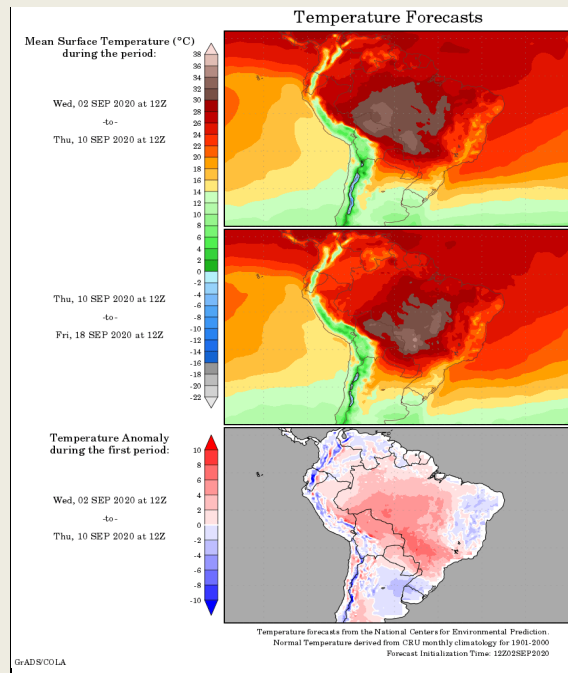 Temperature Forecasts
Mean Surface Temperature (°C)
during the period:
Wed, 02 SEP 2020 at 12Z
-to-
Thu, 10 SEP 2020 at 12Z
38
36
34
32
30
28
26
24
22
20
18
16
14
12
10
8
6
4
2
0
-2
-4
-6
-8
-10
-12
-14
-16
-18
-20
-22
Thu, 10 SEP 2020 at 12Z
-to-
Fri, 18 SEP 2020 at 12Z
Temperature Anomaly
during the first period:
Wed, 02 SEP 2020 at 12Z
-to-
Thu, 10 SEP 2020 at 12Z
10
8
6
4
2
0
-2
-4
-6
-8
-10
Temperature forecasts from the National Centers for Environmental Prediction.
Normal Temperature derived from CRU monthly climatology for 1901-2000
Forecast Initialization Time: 12Z02SEP2020
GrADS/COLA